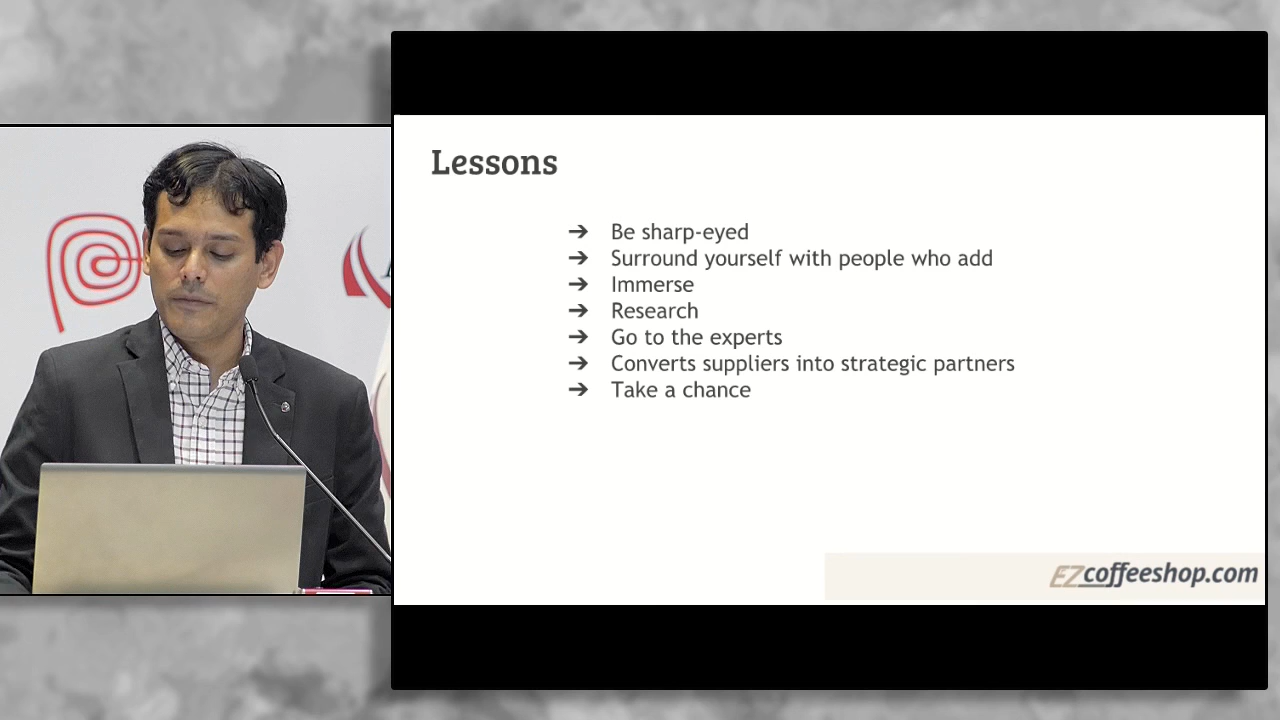 Lessons
➔ Be sharp-eyed
➔ Surround yourself with people who add
➔ Immerse
➔ Research
➔ Go to the experts
➔ Converts suppliers into strategic partners
➔ Take a chance
EZcoffeeshop.com